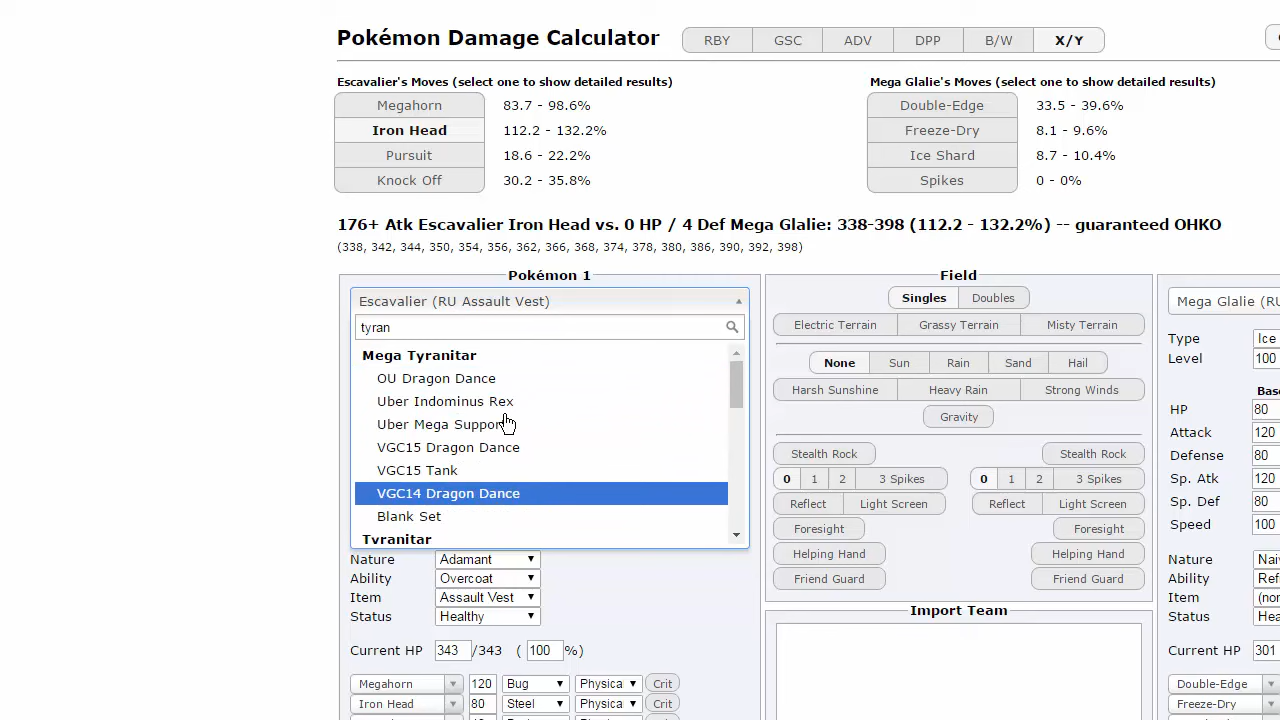 Pokémon Damage Calculator RBY GSC ADV DPP B/W X/Y
Escavalier's Moves (select one to show detailed results) Mega Glalie's Moves (select one to show detailed results)
Megahorn 83.7 - 98.6% Double-Edge 33.5 - 39.6%
Iron Head 112.2 - 132.2% Freeze-Dry 8.1 - 9.6%
Pursuit 18.6 - 22.2% Ice Shard 8.7 - 10.4%
Knock Off 30.2 - 35.8% Spikes 0 - 0%
176+ Atk Escavalier Iron Head vs. 0 HP / 4 Def Mega Glalie: 338-398 (112.2 - 132.2%) -- guaranteed OHKO
(338, 342, 344, 350, 354, 356, 362, 366, 368, 374, 378, 380, 386, 390, 392, 398)
Pokémon 1
Escavalier (RU Assault Vest)
tyran
Mega Tyranitar
OU Dragon Dance
Uber Indominus Rex
Uber Mega Support
VGC15 Dragon Dance
VGC15 Tank
VGC14 Dragon Dance
Blank Set
Tyranitar
Nature Adamant
Ability Overcoat
Item Assault Vest
Status Healthy
Current HP 343 /343 ( 100 %)
Megahorn 120 Bug Physica Crit
Iron Head 80 Steel Physica Crit
Field
Singles Doubles
Electric Terrain Grassy Terrain Misty Terrain
None Sun Rain Sand Hail
Harsh Sunshine Heavy Rain Strong Winds
Gravity
Stealth Rock Stealth Rock
0 1 2 3 Spikes 0 1 2 3 Spikes
Reflect Light Screen Reflect Light Screen
Foresight Foresight
Helping Hand Helping Hand
Friend Guard Friend Guard
Import Team
Mega Glalie (RU
Type Ice
Level 100
Base
HP 80
Attack 120
Defense 80
Sp. Atk 120
Sp. Def 80
Speed 100
Nature Nai
Ability Ref
Item (no
Status Hea
Current HP 301
Double-Edge
Freeze-Dry